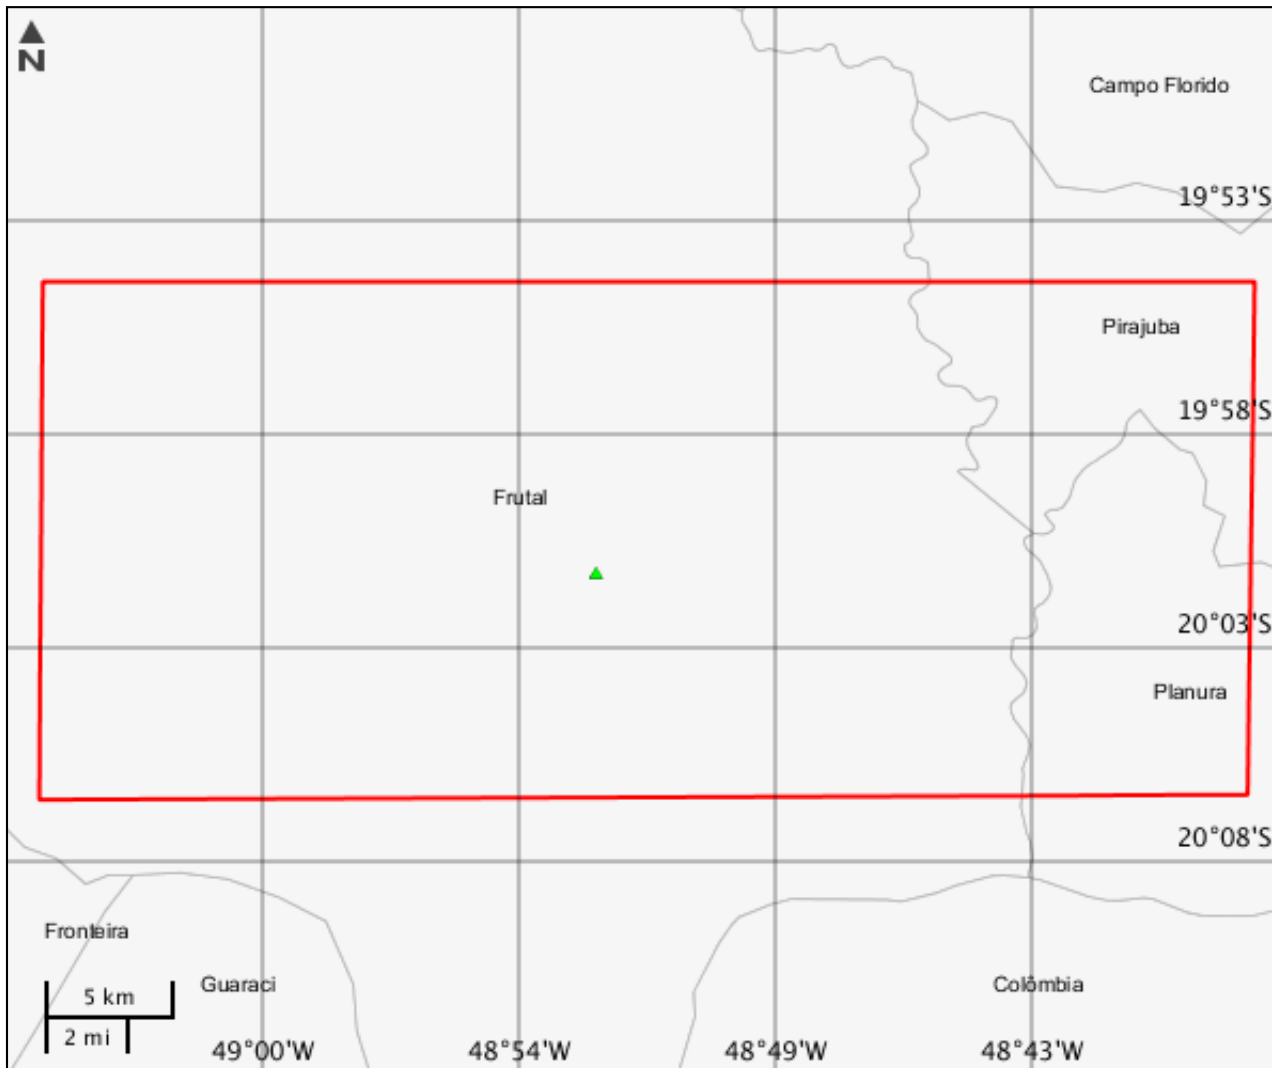 N
Campo Florido
19°53'S
Pirajuba
19°58'S
Frutal
20°03'S
Planura
20°08'S
Fronteira
Guaraci
Colômbia
5 km
2 mi
49°00'W
48°54'W
48°49'W
48°43'W